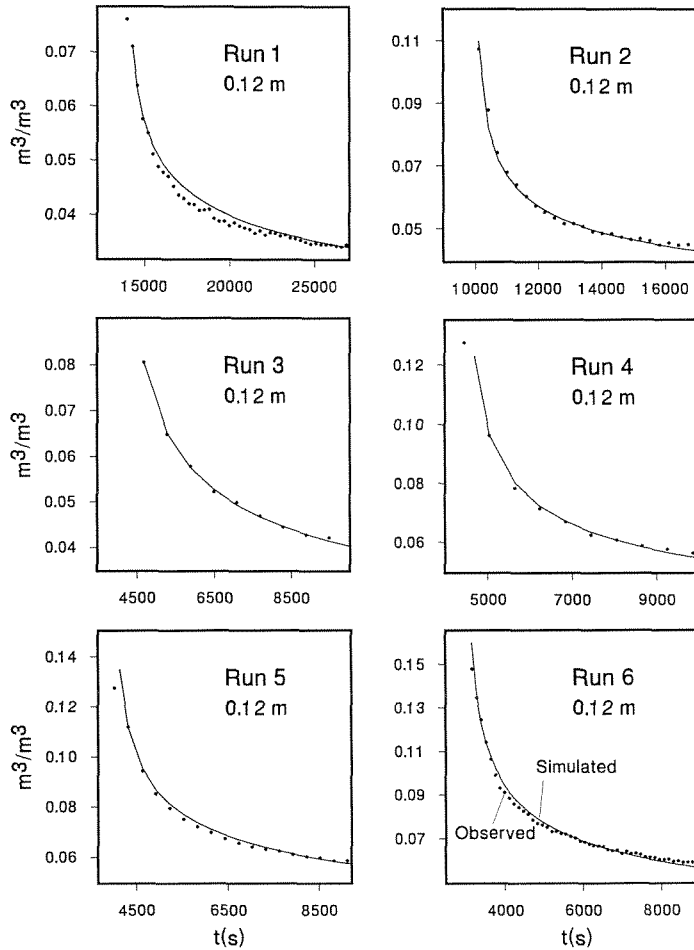 Run 1
0.12 m
m³/m³
0.07
0.06
0.05
0.04
15000 20000 25000
Run 2
0.12 m
0.11
0.09
0.07
0.05
10000 12000 14000 16000
Run 3
0.12 m
m³/m³
0.08
0.07
0.06
0.05
0.04
4500 6500 8500
Run 4
0.12 m
0.12
0.10
0.08
0.06
5000 7000 9000
Run 5
0.12 m
m³/m³
0.14
0.12
0.10
0.08
0.06
4500 6500 8500
t(s)
Run 6
0.12 m
0.15
0.13
0.11
0.09
0.07
Simulated
Observed
4000 6000 8000
t(s)